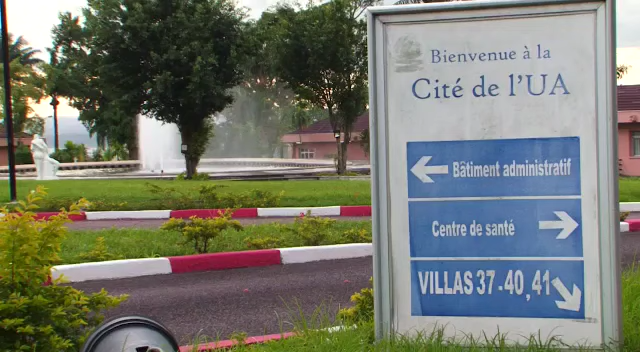 Bienvenue à la
Cité de l'UA
Bâtiment administratif
Centre de santé
VILLAS 37-40,41